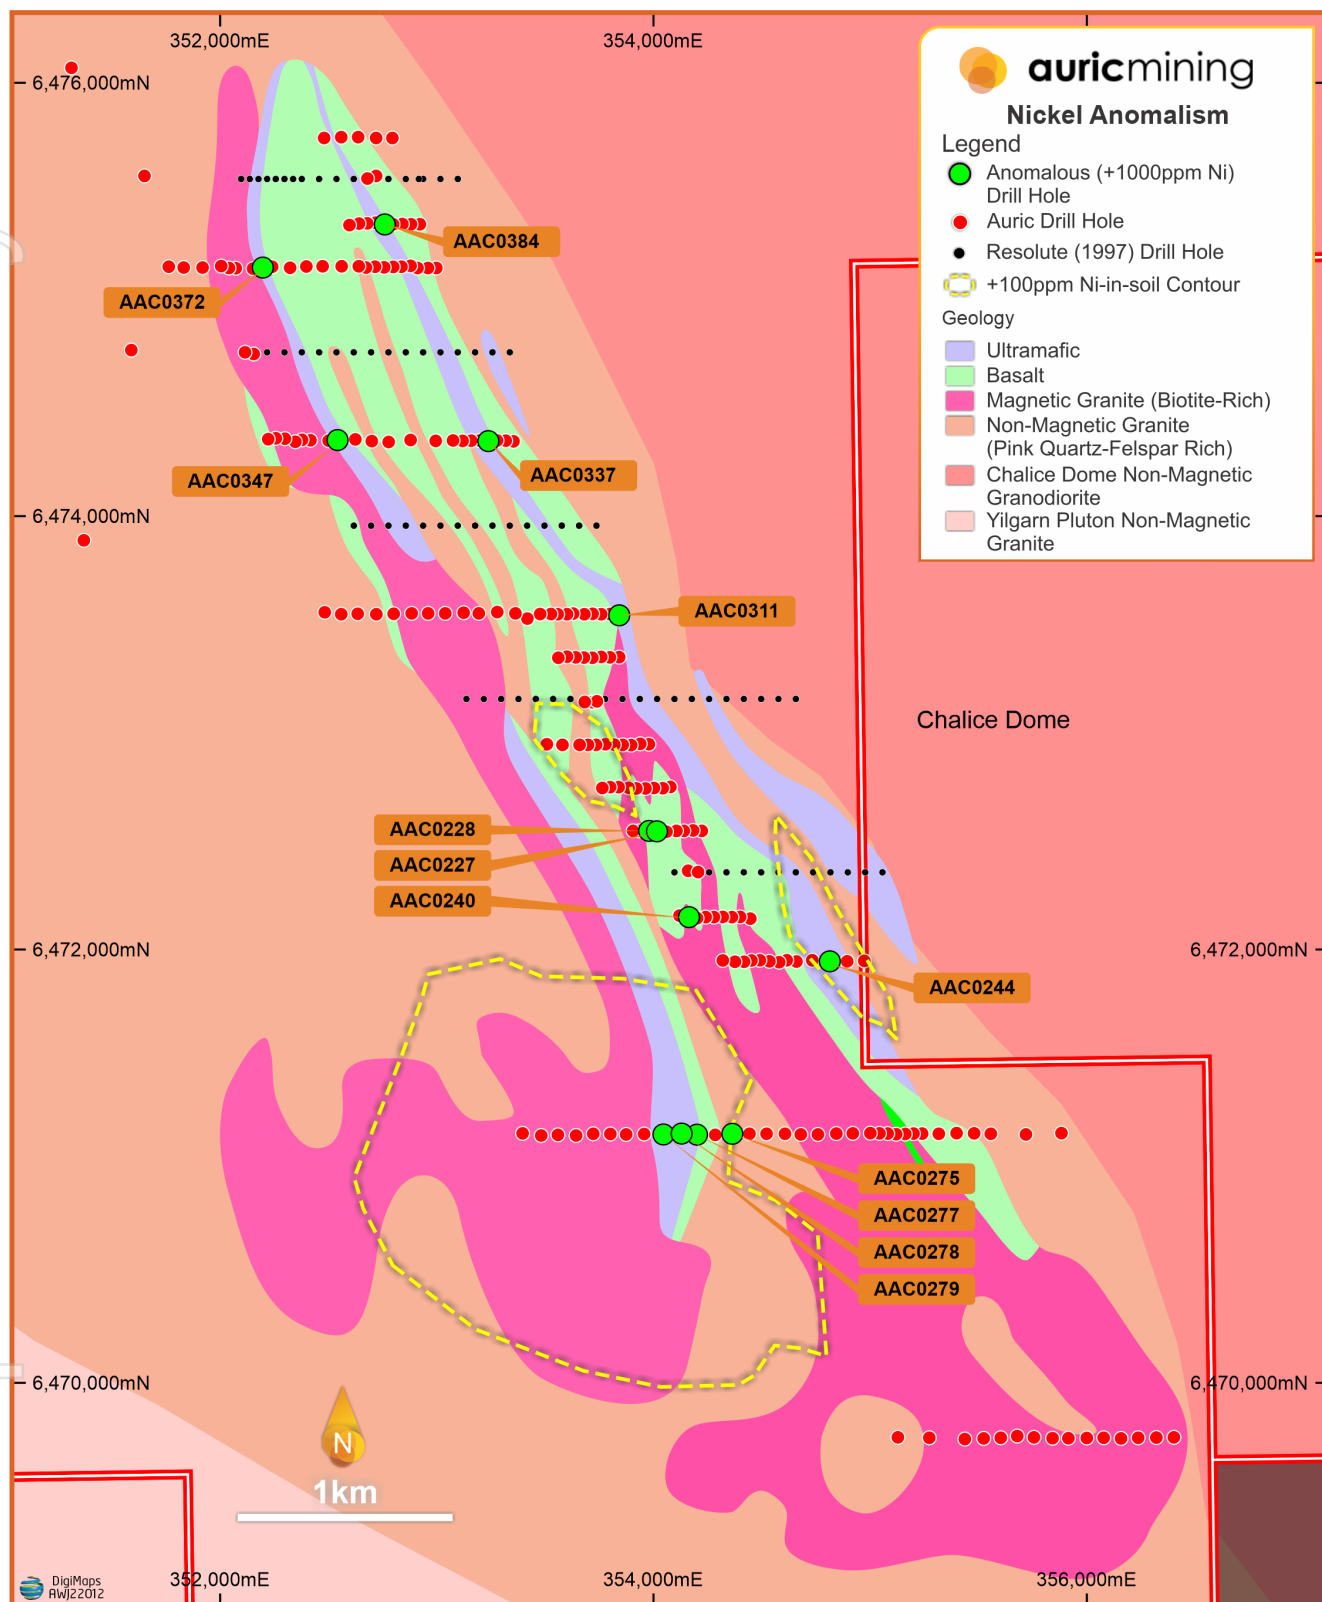 352,000mE
354,000mE
6,476,000mN
auricmining
Nickel Anomalism
Legend
Anomalous (+1000ppm Ni)
Drill Hole
Auric Drill Hole
Resolute (1997) Drill Hole
+100ppm Ni-in-soil Contour
Geology
Ultramafic
Basalt
Magnetic Granite (Biotite-Rich)
Non-Magnetic Granite
(Pink Quartz-Felspar Rich)
Chalice Dome Non-Magnetic
Granodiorite
Yilgarn Pluton Non-Magnetic
Granite
AAC0384
AAC0372
AAC0347
AAC0337
6,474,000mN
AAC0311
Chalice Dome
AAC0228
AAC0227
AAC0240
6,472,000mN
6,472,000mN
AAC0244
AAC0275
AAC0277
AAC0278
AAC0279
6,470,000mN
6,470,000mN
N
1km
DigiMaps
AWJ22012
352,000mE
354,000mE
356,000mE